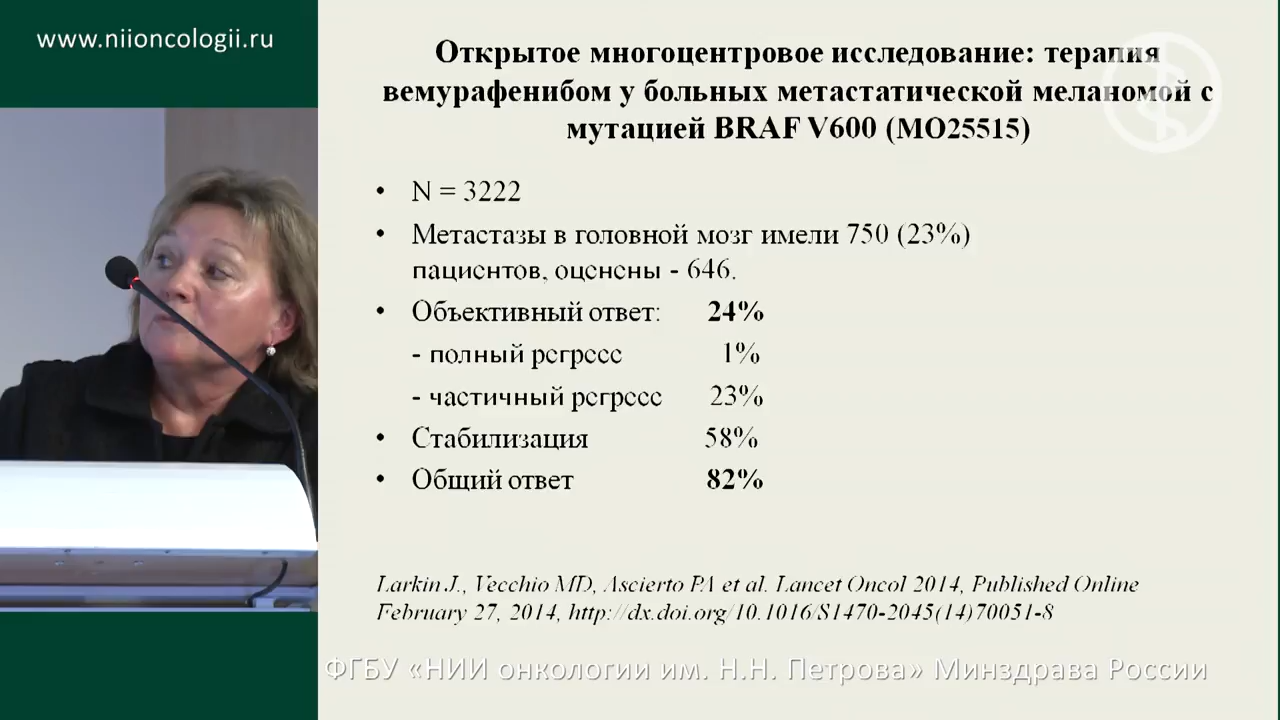 www.niioncologii.ru
Открытое многоцентровое исследование: терапия
вемурафенибом у больных метастатической меланомой с
мутацией BRAF V600 (MO25515)
• N = 3222
• Метастазы в головной мозг имели 750 (23%)
пациентов, оценены - 646.
• Объективный ответ: 24%
- полный регресс 1%
- частичный регресс 23%
• Стабилизация 58%
• Общий ответ 82%
Larkin J., Vecchio MD, Ascierto PA et al. Lancet Oncol 2014, Published Online
February 27, 2014, http://dx.doi.org/10.1016/S1470-2045(14)70051-8
ФГБУ «НИИ онкологии им. Н.Н. Петрова» Минздрава России